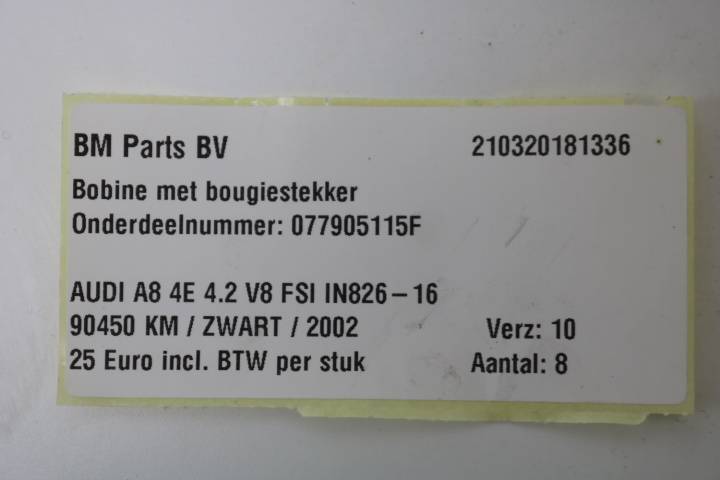 BM Parts BV 210320181336
Bobine met bougiestekker
Onderdeelnummer: 077905115F
AUDI A8 4E 4.2 V8 FSI IN826-16
90450 KM / ZWART / 2002 Verz: 10
25 Euro incl. BTW per stuk Aantal: 8